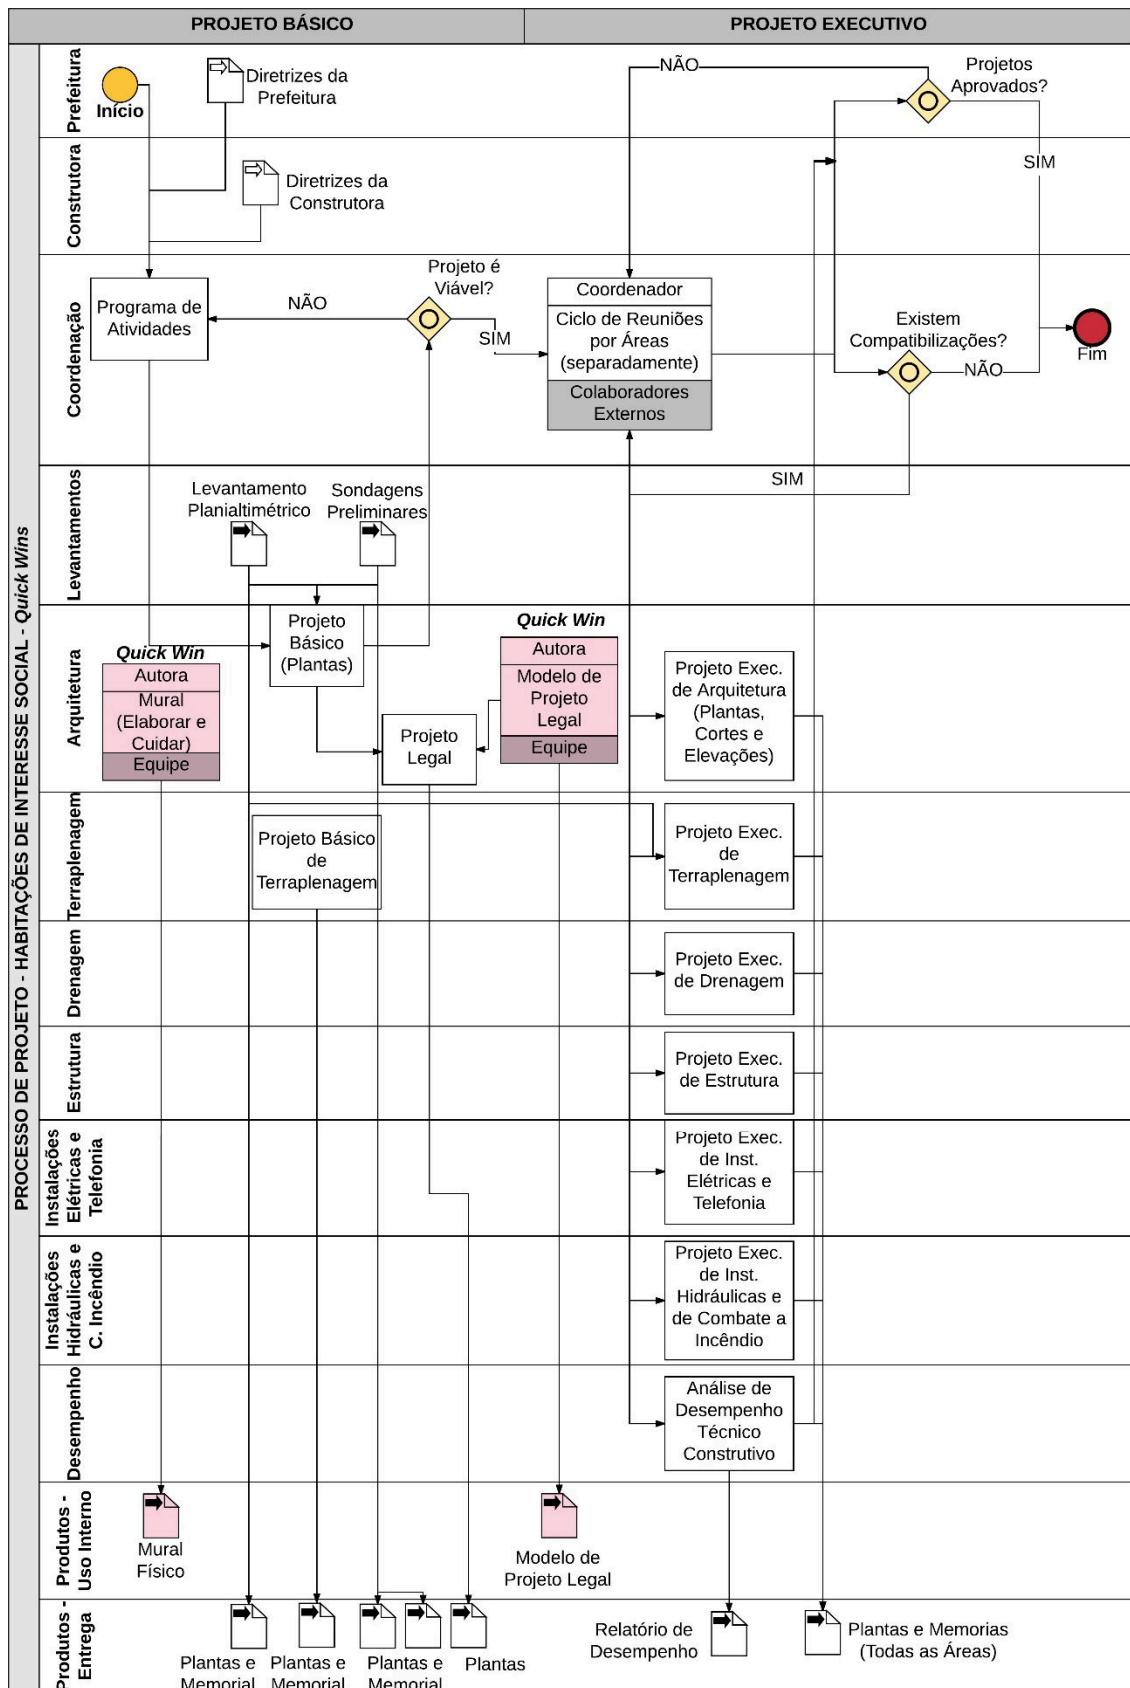 PROJETO BÁSICO
PROJETO EXECUTIVO
PROCESSO DE PROJETO - HABITAÇÕES DE INTERESSE SOCIAL - Quick Wins
Prefeitura
Início
Diretrizes da
Prefeitura
NÃO
Projetos
Aprovados?
SIM
Construtora
Diretrizes da
Construtora
Coordenação
Programa de
Atividades
NÃO
Projeto é
Viável?
SIM
Coordenador
Ciclo de Reuniões
por Áreas
(separadamente)
Colaboradores
Externos
Existem
Compatibilizações?
NÃO
Fim
SIM
Levantamentos
Levantamento
Planialtimétrico
Sondagens
Preliminares
Arquitetura
Quick Win
Autora
Mural
(Elaborar e
Cuidar)
Equipe
Projeto
Básico
(Plantas)
Projeto
Legal
Quick Win
Autora
Modelo de
Projeto
Legal
Equipe
Projeto Exec.
de Arquitetura
(Plantas,
Cortes e
Elevações)
Terraplenagem
Projeto Básico
de
Terraplenagem
Projeto Exec.
de
Terraplenagem
Drenagem
Projeto Exec.
de Drenagem
Estrutura
Projeto Exec.
de Estrutura
Instalações
Elétricas e
Telefonia
Projeto Exec.
de Inst.
Elétricas e
Telefonia
Instalações
Hidráulicas e
C. Incêndio
Projeto Exec.
de Inst.
Hidráulicas e
de Combate a
Incêndio
Desempenho
Análise de
Desempenho
Técnico
Construtivo
Produtos -
Uso Interno
Mural
Físico
Modelo de
Projeto Legal
Produtos -
Entrega
Plantas e
Memorial
Plantas e
Memorial
Plantas e
Memorial
Plantas
Relatório de
Desempenho
Plantas e Memorias
(Todas as Áreas)